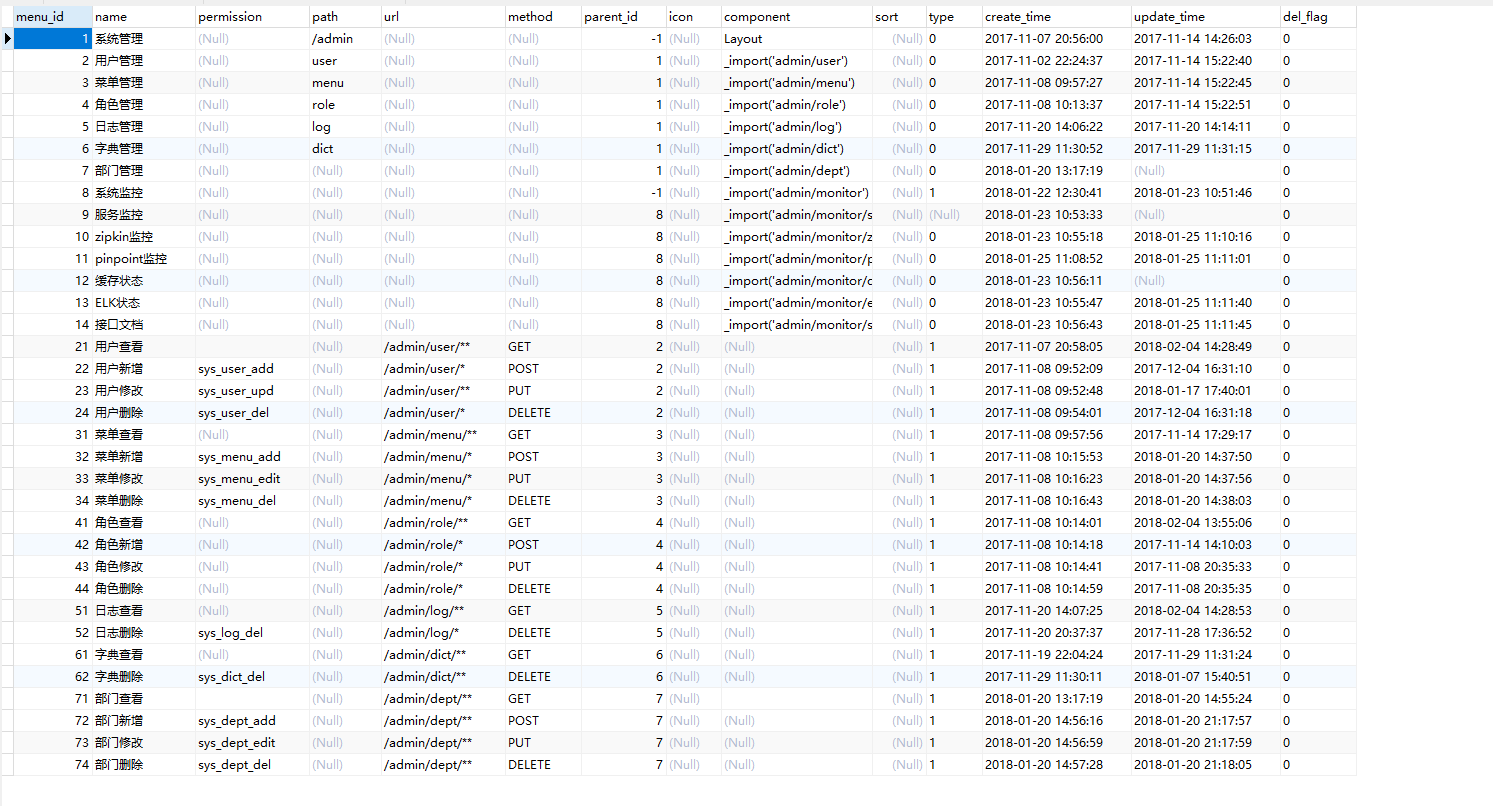 menu_id name permission path url method parent_id icon component sort type create_time update_time del_flag
1 系统管理 (Null) /admin (Null) (Null) -1 (Null) Layout (Null) 0 2017-11-07 20:56:00 2017-11-14 14:26:03 0
2 用户管理 (Null) user (Null) (Null) 1 (Null) _import('admin/user') (Null) 0 2017-11-02 22:24:37 2017-11-14 15:22:40 0
3 菜单管理 (Null) menu (Null) (Null) 1 (Null) _import('admin/menu') (Null) 0 2017-11-08 09:57:27 2017-11-14 15:22:45 0
4 角色管理 (Null) role (Null) (Null) 1 (Null) _import('admin/role') (Null) 0 2017-11-08 10:13:37 2017-11-14 15:22:51 0
5 日志管理 (Null) log (Null) (Null) 1 (Null) _import('admin/log') (Null) 0 2017-11-20 14:06:22 2017-11-20 14:14:11 0
6 字典管理 (Null) dict (Null) (Null) 1 (Null) _import('admin/dict') (Null) 0 2017-11-29 11:30:52 2017-11-29 11:31:15 0
7 部门管理 (Null) (Null) (Null) (Null) 1 (Null) _import('admin/dept') (Null) 0 2018-01-20 13:17:19 (Null) 0
8 系统监控 (Null) (Null) (Null) (Null) -1 (Null) _import('admin/monitor') (Null) 1 2018-01-22 12:30:41 2018-01-23 10:51:46 0
9 服务监控 (Null) (Null) (Null) (Null) 8 (Null) _import('admin/monitor/s (Null) (Null) 2018-01-23 10:53:33 (Null) 0
10 zipkin监控 (Null) (Null) (Null) (Null) 8 (Null) _import('admin/monitor/z (Null) 0 2018-01-23 10:55:18 2018-01-25 11:10:16 0
11 pinpoint监控 (Null) (Null) (Null) (Null) 8 (Null) _import('admin/monitor/p (Null) 0 2018-01-25 11:08:52 2018-01-25 11:11:01 0
12 缓存状态 (Null) (Null) (Null) (Null) 8 (Null) _import('admin/monitor/c (Null) 0 2018-01-23 10:56:11 (Null) 0
13 ELK状态 (Null) (Null) (Null) (Null) 8 (Null) _import('admin/monitor/e (Null) 0 2018-01-23 10:55:47 2018-01-25 11:11:40 0
14 接口文档 (Null) (Null) (Null) (Null) 8 (Null) _import('admin/monitor/s (Null) 0 2018-01-23 10:56:43 2018-01-25 11:11:45 0
21 用户查看 (Null) /admin/user/** GET 2 (Null) (Null) (Null) 1 2017-11-07 20:58:05 2018-02-04 14:28:49 0
22 用户新增 sys_user_add (Null) /admin/user/* POST 2 (Null) (Null) (Null) 1 2017-11-08 09:52:09 2017-12-04 16:31:10 0
23 用户修改 sys_user_upd (Null) /admin/user/** PUT 2 (Null) (Null) (Null) 1 2017-11-08 09:52:48 2018-01-17 17:40:01 0
24 用户删除 sys_user_del (Null) /admin/user/* DELETE 2 (Null) (Null) (Null) 1 2017-11-08 09:54:01 2017-12-04 16:31:18 0
31 菜单查看 (Null) (Null) /admin/menu/** GET 3 (Null) (Null) (Null) 1 2017-11-08 09:57:56 2017-11-14 17:29:17 0
32 菜单新增 sys_menu_add (Null) /admin/menu/* POST 3 (Null) (Null) (Null) 1 2017-11-08 10:15:53 2018-01-20 14:37:50 0
33 菜单修改 sys_menu_edit (Null) /admin/menu/* PUT 3 (Null) (Null) (Null) 1 2017-11-08 10:16:23 2018-01-20 14:37:56 0
34 菜单删除 sys_menu_del (Null) /admin/menu/* DELETE 3 (Null) (Null) (Null) 1 2017-11-08 10:16:43 2018-01-20 14:38:03 0
41 角色查看 (Null) (Null) /admin/role/** GET 4 (Null) (Null) (Null) 1 2017-11-08 10:14:01 2018-02-04 13:55:06 0
42 角色新增 (Null) (Null) /admin/role/* POST 4 (Null) (Null) (Null) 1 2017-11-08 10:14:18 2017-11-14 14:10:03 0
43 角色修改 (Null) (Null) /admin/role/* PUT 4 (Null) (Null) (Null) 1 2017-11-08 10:14:41 2017-11-08 20:35:33 0
44 角色删除 (Null) (Null) /admin/role/* DELETE 4 (Null) (Null) (Null) 1 2017-11-08 10:14:59 2017-11-08 20:35:35 0
51 日志查看 (Null) (Null) /admin/log/** GET 5 (Null) (Null) (Null) 1 2017-11-20 14:07:25 2018-02-04 14:28:53 0
52 日志删除 sys_log_del (Null) /admin/log/* DELETE 5 (Null) (Null) (Null) 1 2017-11-20 20:37:37 2017-11-28 17:36:52 0
61 字典查看 (Null) (Null) /admin/dict/** GET 6 (Null) (Null) (Null) 1 2017-11-19 22:04:24 2017-11-29 11:31:24 0
62 字典删除 sys_dict_del (Null) /admin/dict/** DELETE 6 (Null) (Null) (Null) 1 2017-11-29 11:30:11 2018-01-07 15:40:51 0
71 部门查看 (Null) /admin/dept/** GET 7 (Null) (Null) 1 2018-01-20 13:17:19 2018-01-20 14:55:24 0
72 部门新增 sys_dept_add (Null) /admin/dept/** POST 7 (Null) (Null) (Null) 1 2018-01-20 14:56:16 2018-01-20 21:17:57 0
73 部门修改 sys_dept_edit (Null) /admin/dept/** PUT 7 (Null) (Null) (Null) 1 2018-01-20 14:56:59 2018-01-20 21:17:59 0
74 部门删除 sys_dept_del (Null) /admin/dept/** DELETE 7 (Null) (Null) (Null) 1 2018-01-20 14:57:28 2018-01-20 21:18:05 0